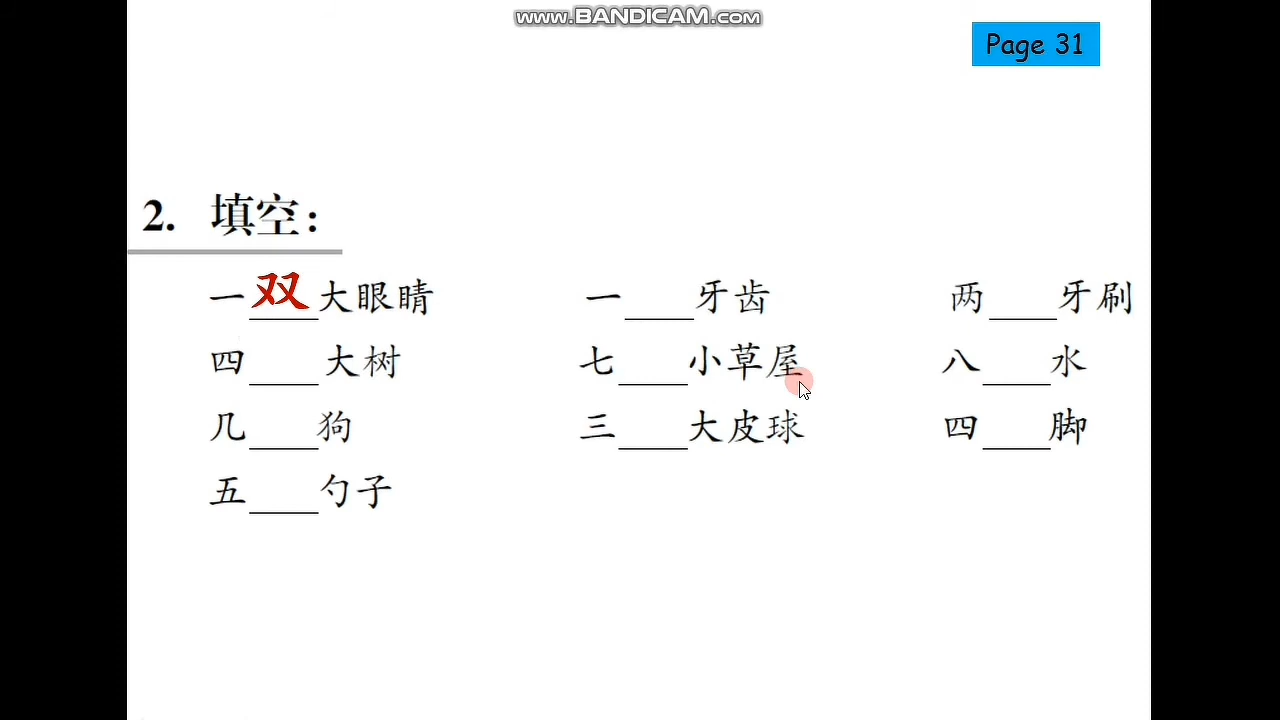 www.BANDICAM.com
Page 31
2. 填空：
一双大眼睛 一____牙齿 两____牙刷
四____大树 七____小草屋 八____水
几____狗 三____大皮球 四____脚
五____勺子